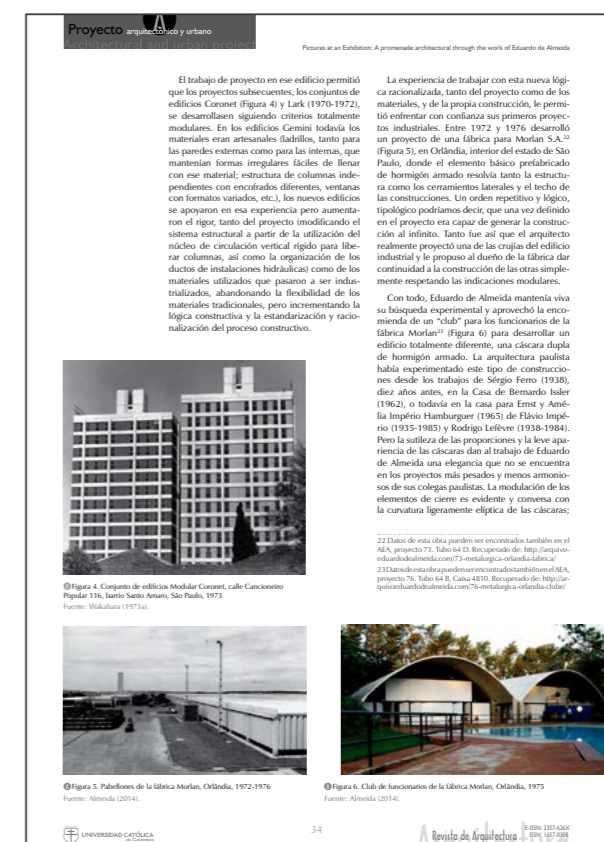 Proyecto arquitectónico y urbano
Architectural and urban project
Pictures at an Exhibition: A promenade architectural through the work of Eduardo de Almeida
El trabajo de proyecto en ese edificio permitió
que los proyectos subsecuentes, los conjuntos de
edificios Coronet (Figura 4) y Lark (1970-1972),
se desarrollasen siguiendo criterios totalmente
modulares. En los edificios Gemini todavía los
materiales eran artesanales (ladrillos, tanto para
las paredes externas como para las internas, que
mantenían formas irregulares fáciles de llenar
con ese material; estructura de columnas inde-
pendientes con encofrados diferentes, ventanas
con formatos variados, etc.), los nuevos edificios
se apoyaron en esa experiencia pero aumenta-
ron el rigor, tanto del proyecto (modificando el
sistema estructural a partir de la utilización del
núcleo de circulación vertical rígido para libe-
rar columnas, así como la organización de los
ductos de instalaciones hidráulicas) como de los
materiales utilizados que pasaron a ser indus-
trializados, abandonando la flexibilidad de los
materiales tradicionales, pero incrementando la
lógica constructiva y la estandarización y racio-
nalización del proceso constructivo.
Figura 4. Conjunto de edificios Modular Coronet, calle Cancioneiro
Popular 116, barrio Santo Amaro, São Paulo, 1973
Fuente: Wakahara (1973a).
La experiencia de trabajar con esta nueva lógi-
ca racionalizada, tanto del proyecto como de los
materiales, y de la propia construcción, le permi-
tió enfrentar con confianza sus primeros proyec-
tos industriales. Entre 1972 y 1976 desarrolló
un proyecto de una fábrica para Morlan S.A.22
(Figura 5), en Orlândia, interior del estado de São
Paulo, donde el elemento básico prefabricado
de hormigón armado resolvía tanto la estructu-
ra como los cerramientos laterales y el techo de
las construcciones. Un orden repetitivo y lógico,
tipológico podríamos decir, que una vez definido
en el proyecto era capaz de generar la construc-
ción al infinito. Tanto fue así que el arquitecto
realmente proyectó una de las crujías del edificio
industrial y le propuso al dueño de la fábrica dar
continuidad a la construcción de las otras simple-
mente respetando las indicaciones modulares.
Con todo, Eduardo de Almeida mantenía viva
su búsqueda experimental y aprovechó la enco-
mienda de un "club" para los funcionarios de la
fábrica Morlan23 (Figura 6) para desarrollar un
edificio totalmente diferente, una cáscara dupla
de hormigón armado. La arquitectura paulista
había experimentado este tipo de construccio-
nes desde los trabajos de Sérgio Ferro (1938),
diez años antes, en la Casa de Bernardo Issler
(1962), o todavía en la casa para Ernst y Amé-
lia Império Hamburguer (1965) de Flávio Impé-
rio (1935-1985) y Rodrigo Lefèvre (1938-1984).
Pero la sutileza de las proporciones y la leve apa-
riencia de las cáscaras dan al trabajo de Eduardo
de Almeida una elegancia que no se encuentra
en los proyectos más pesados y menos armonio-
sos de sus colegas paulistas. La modulación de los
elementos de cierre es evidente y conversa con
la curvatura ligeramente elíptica de las cáscaras;
22 Datos de esta obra pueden ser encontrados también en el
AEA, proyecto 73. Tubo 64 D. Recuperado de: http://arquivo-
eduardodealmeida.com/73-metalurgica-orlandia-fabrica/
23 Datos de esta obra pueden ser encontrados también en el AEA,
proyecto 76. Tubo 64 B, Caixa 4810. Recuperado de: http://ar-
quivoeduardodealmeida.com/76-metalurgica-orlandia-clube/
Figura 5. Pabellones de la fábrica Morlan, Orlândia, 1972-1976
Fuente: Almeida (2014).
Figura 6. Club de funcionarios de la fábrica Morlan, Orlândia, 1975
Fuente: Almeida (2014).
UNIVERSIDAD CATÓLICA
de Colombia
34
Revista de Arquitectura
E-ISSN: 2357-626X
ISSN: 1657-0308